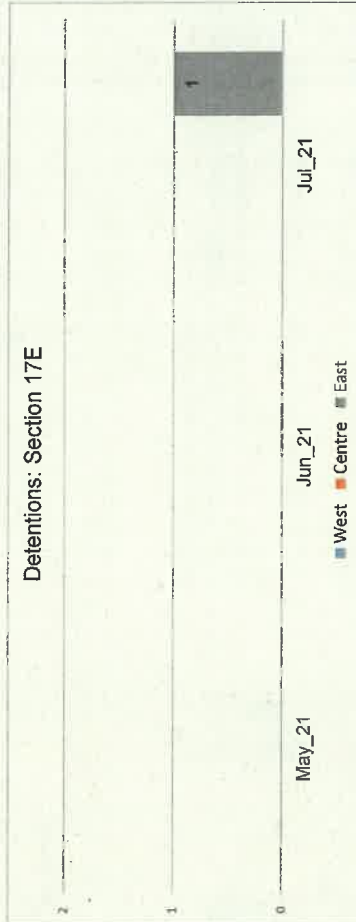 Detentions: Section 17E
2
1
0
1
May_21
Jun_21
Jul_21
West Centre East